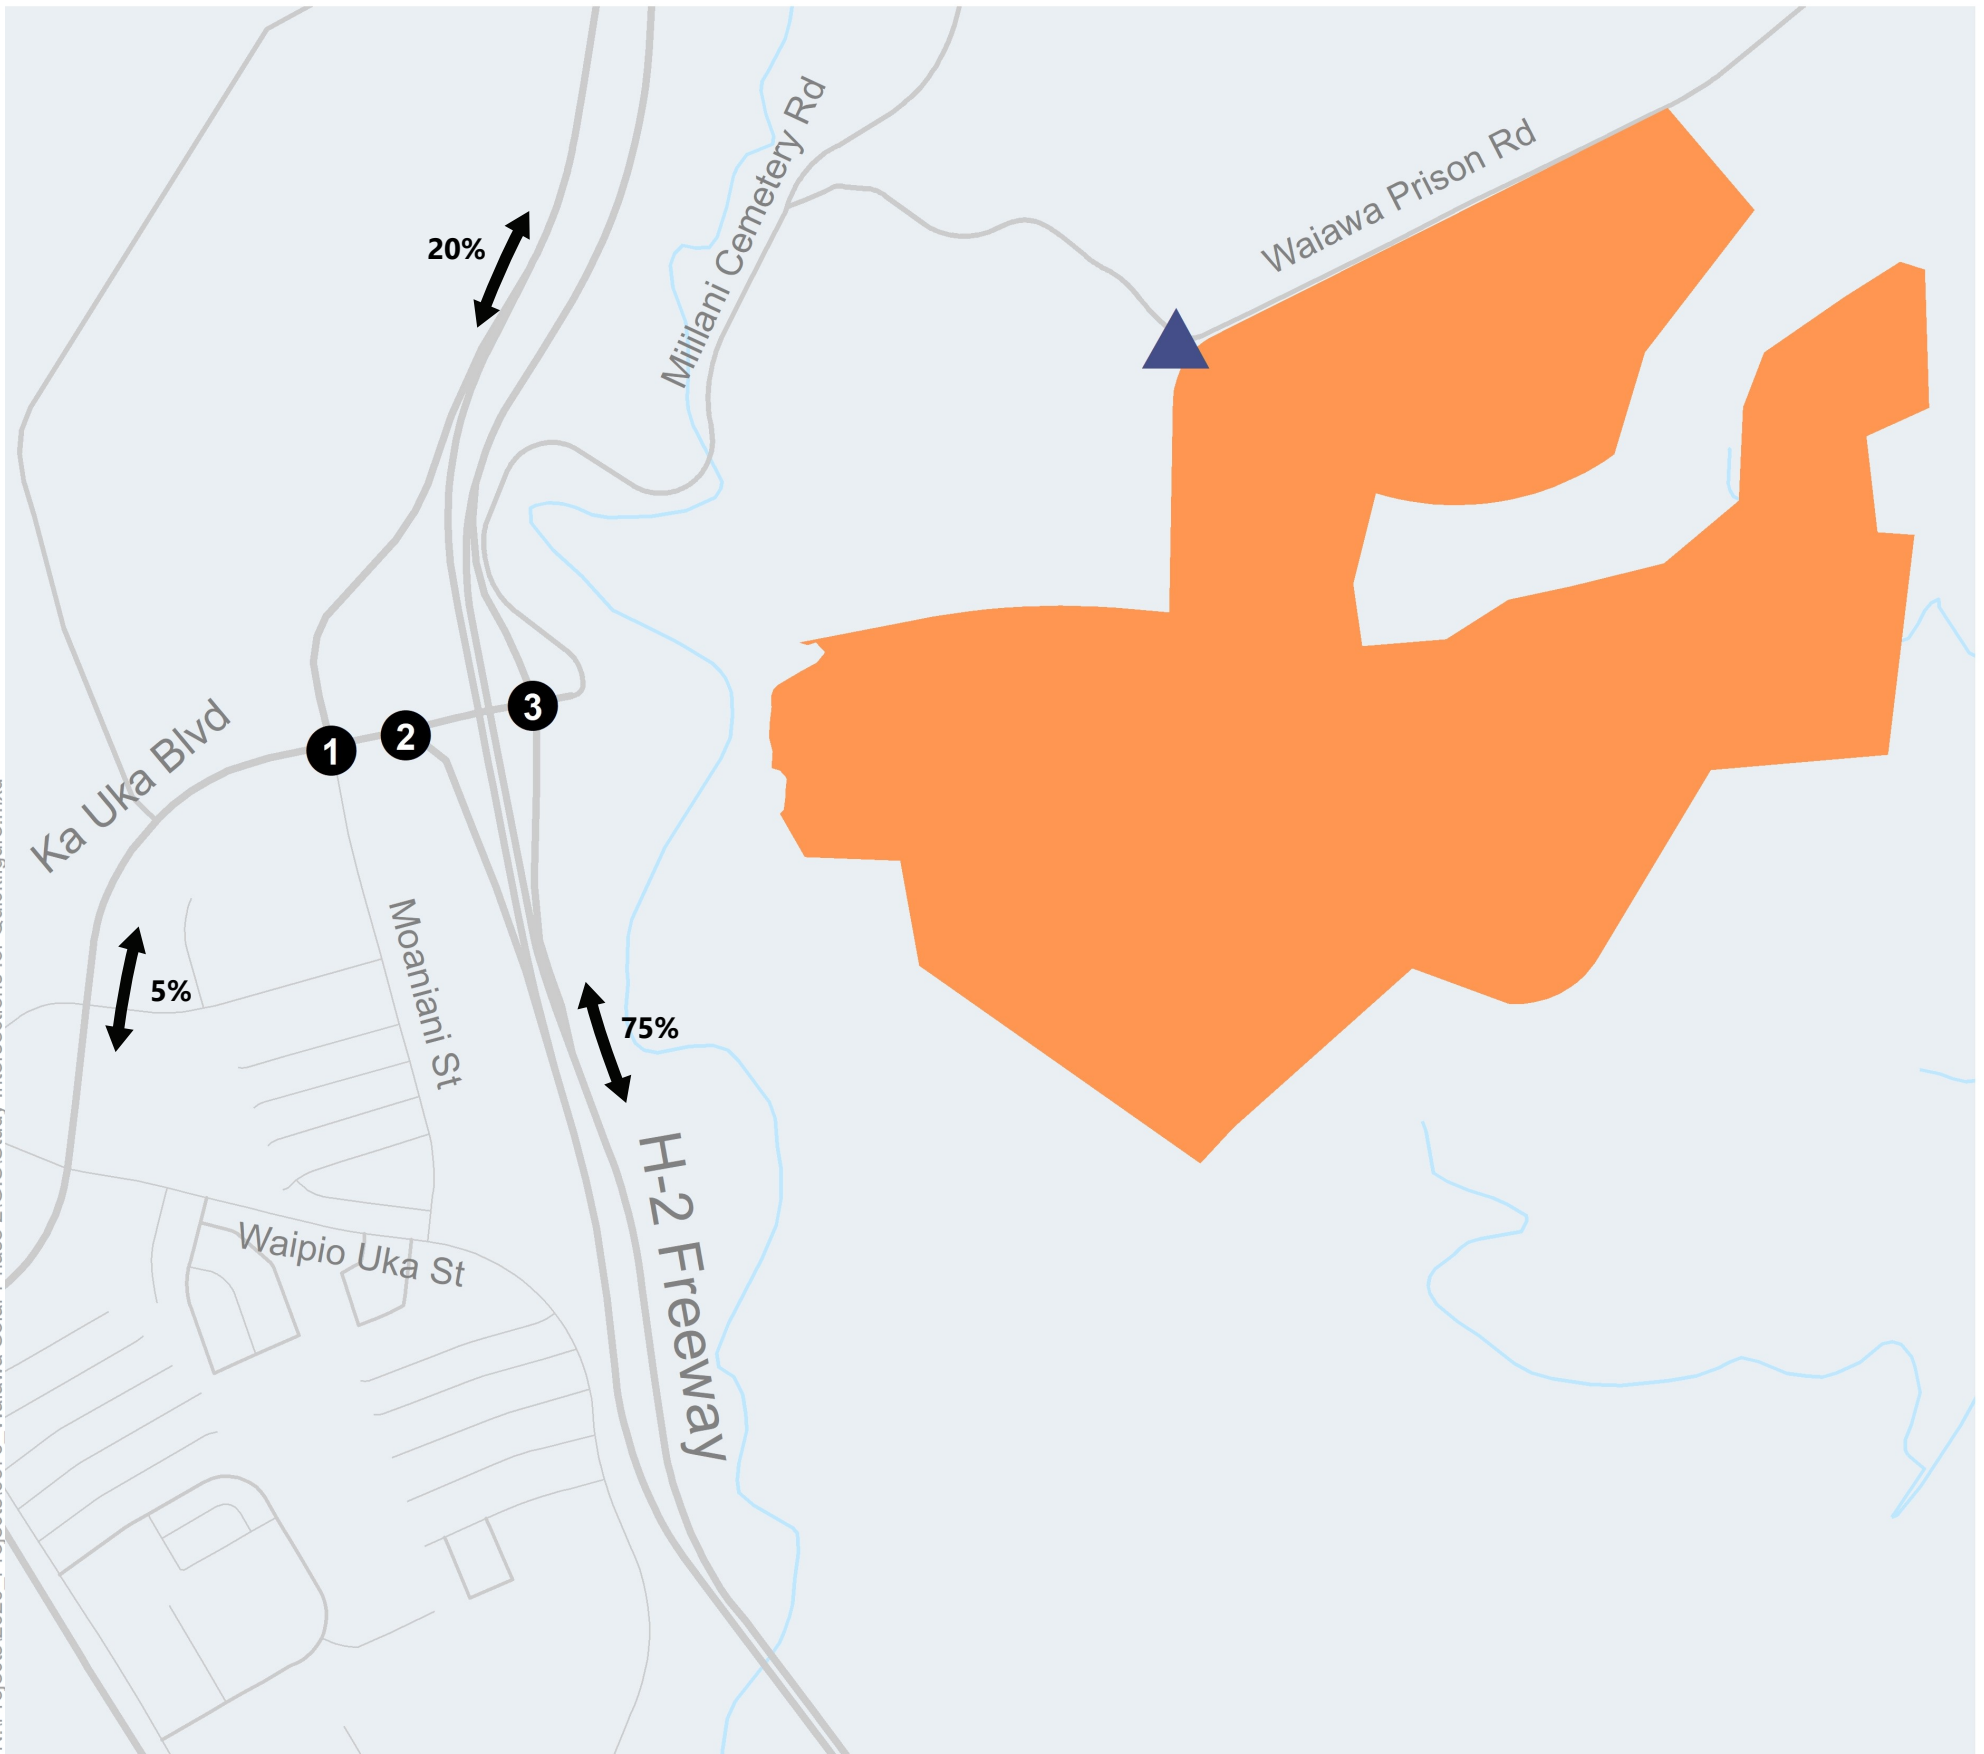 Mililani Cemetery Rd
Waiawa Prison Rd
20%
3
2
1
Ka Uka Blvd
Moaniani St
5%
75%
H-2 Freeway
Waipio Uka St